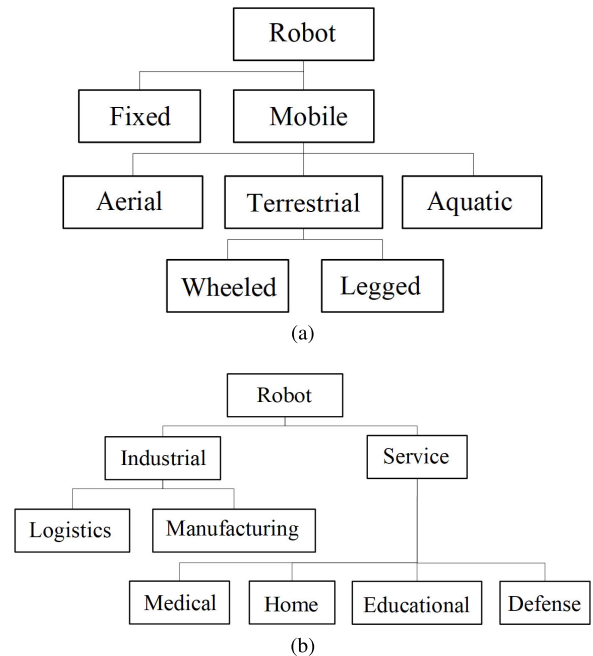 Robot
Fixed Mobile
Aerial Terrestrial Aquatic
Wheeled Legged
(a)
Robot
Industrial Service
Logistics Manufacturing
Medical Home Educational Defense
(b)